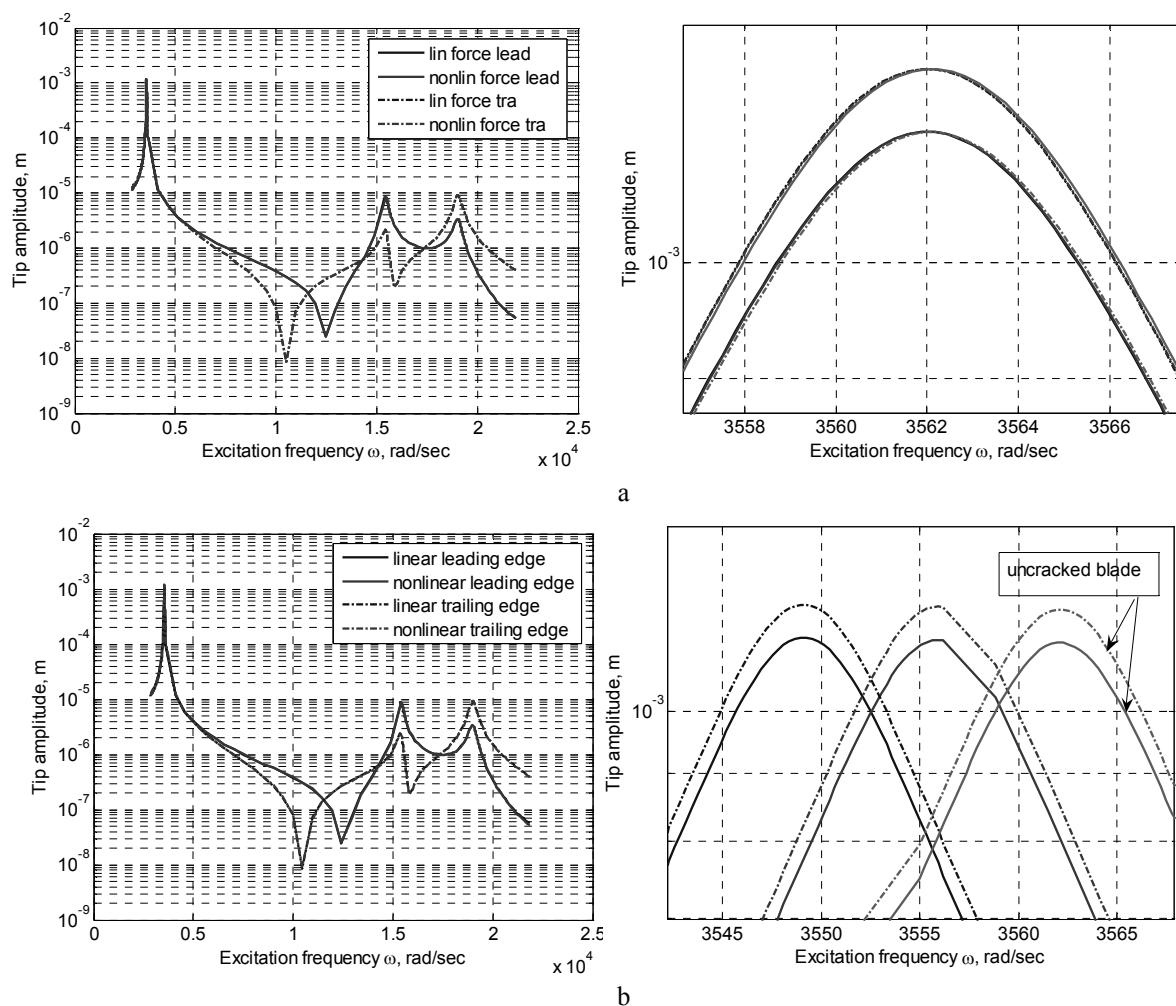 10-2
10-3
10-4
10-5
10-6
10-7
10-8
10-9
Tip amplitude, m
lin force lead
nonlin force lead
lin force tra
nonlin force tra
0 0.5 1 1.5 2 2.5
x 10^4
Excitation frequency ω, rad/sec
Tip amplitude, m
10-3
3558 3560 3562 3564 3566
Excitation frequency ω, rad/sec
a
10-2
10-3
10-4
10-5
10-6
10-7
10-8
10-9
Tip amplitude, m
linear leading edge
nonlinear leading edge
linear trailing edge
nonlinear trailing edge
0 0.5 1 1.5 2 2.5
x 10^4
Excitation frequency ω, rad/sec
uncracked blade
Tip amplitude, m
10-3
3545 3550 3555 3560 3565
Excitation frequency ω, rad/sec
b